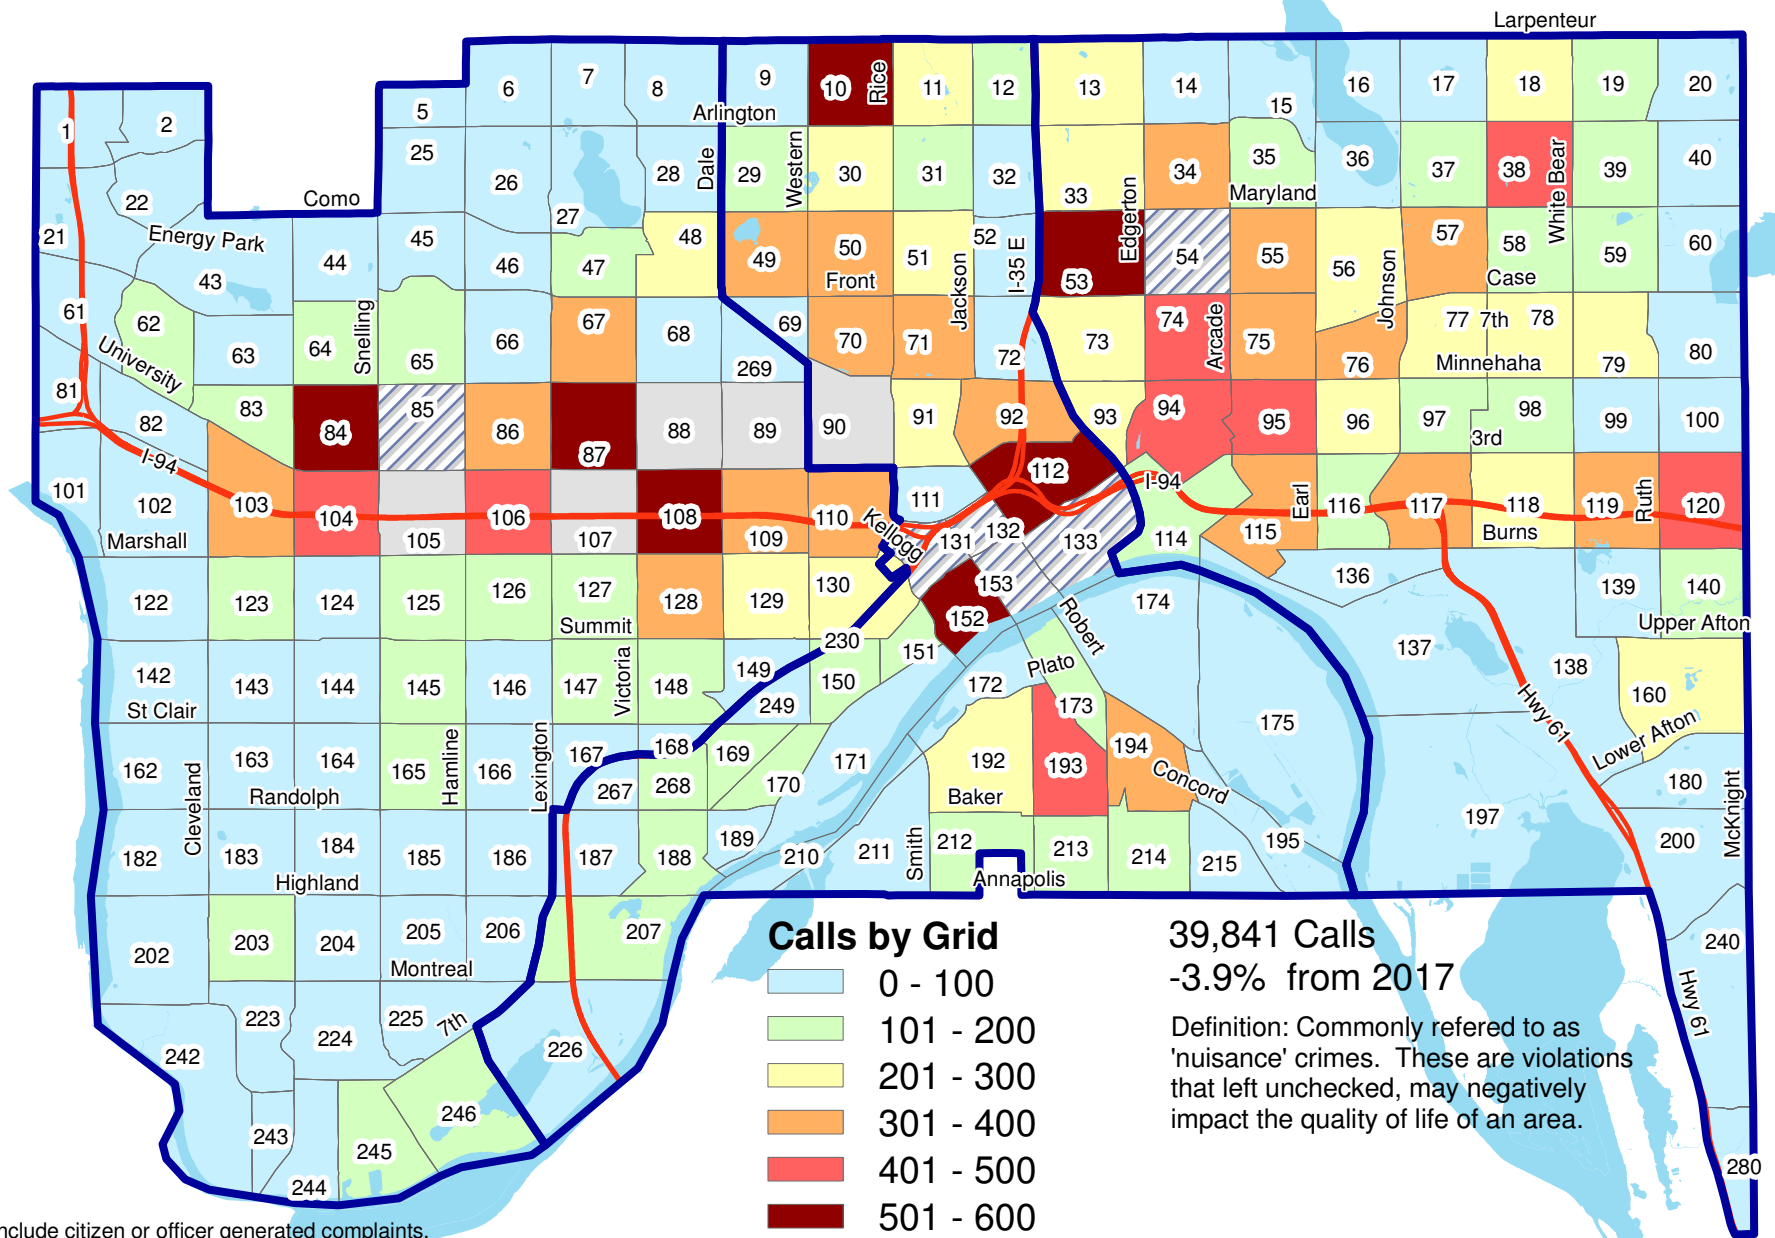 Larpenteur
1 2 5 6 7 8 9 10 Rice 11 12 13 14 15 16 17 18 19 20
Arlington
25 26 27 28 Dale 29 Western 30 31 32 33 Edgerton 34 35 36 37 38 White Bear 39 40
Maryland
Como
22
21 Energy Park 43 44 45 46 47 48 49 50 51 52 I-35 E 53 54 55 56 57 58 59 60
Front Jackson Johnson Case
61 62 63 64 Snelling 65 66 67 68 69 70 71 72 73 74 Arcade 75 76 77 7th 78 79 80
University 269 Minnehaha
81 82 83 84 85 86 87 88 89 90 91 92 93 94 95 96 97 98 99 100
3rd
I-94
101 102 103 104 105 106 107 108 109 110 111 112 I-94 114 115 Earl 116 117 118 119 Ruth 120
Marshall Kellogg 131 132 133 Burns
122 123 124 125 126 127 128 129 130 153 152 174 136 139 140
Summit 230 Robert Upper Afton
142 143 144 145 146 147 Victoria 148 149 150 151 Plato 137 138
St Clair 249 172 173 175 Hwy 61 160
162 Cleveland 163 164 165 Hamline 166 Lexington 167 168 169 170 171 192 193 194 Lower Afton
Randolph 267 268 Baker Concord 180 McKnight
182 183 184 185 186 187 188 189 210 211 Smith 212 213 214 215 195 197 200
Highland Annapolis
202 203 204 205 206 207 240
Montreal
223 224 225 7th 226 Hwy 61
242 243 244 245 246 280
Calls by Grid
0 - 100
101 - 200
201 - 300
301 - 400
401 - 500
501 - 600
39,841 Calls
-3.9% from 2017
Definition: Commonly refered to as
'nuisance' crimes. These are violations
that left unchecked, may negatively
impact the quality of life of an area.
nclude citizen or officer generated complaints.